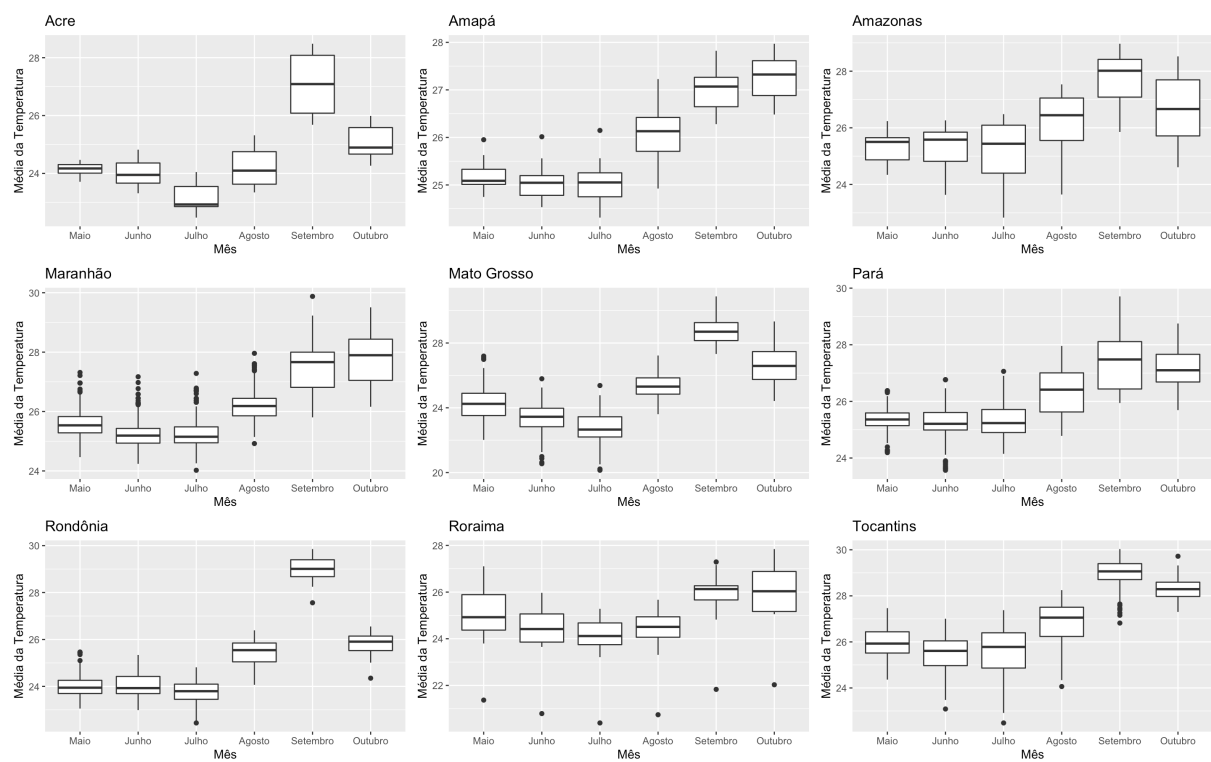 Acre
Média da Temperatura
28
26
24
Maio Junho Julho Agosto Setembro Outubro
Mês
Amapá
Média da Temperatura
28
27
26
25
Maio Junho Julho Agosto Setembro Outubro
Mês
Amazonas
Média da Temperatura
28
26
24
Maio Junho Julho Agosto Setembro Outubro
Mês
Maranhão
Média da Temperatura
30
28
26
24
Maio Junho Julho Agosto Setembro Outubro
Mês
Mato Grosso
Média da Temperatura
28
24
20
Maio Junho Julho Agosto Setembro Outubro
Mês
Pará
Média da Temperatura
30
28
26
24
Maio Junho Julho Agosto Setembro Outubro
Mês
Rondônia
Média da Temperatura
30
28
26
24
Maio Junho Julho Agosto Setembro Outubro
Mês
Roraima
Média da Temperatura
28
26
24
22
Maio Junho Julho Agosto Setembro Outubro
Mês
Tocantins
Média da Temperatura
30
28
26
24
Maio Junho Julho Agosto Setembro Outubro
Mês